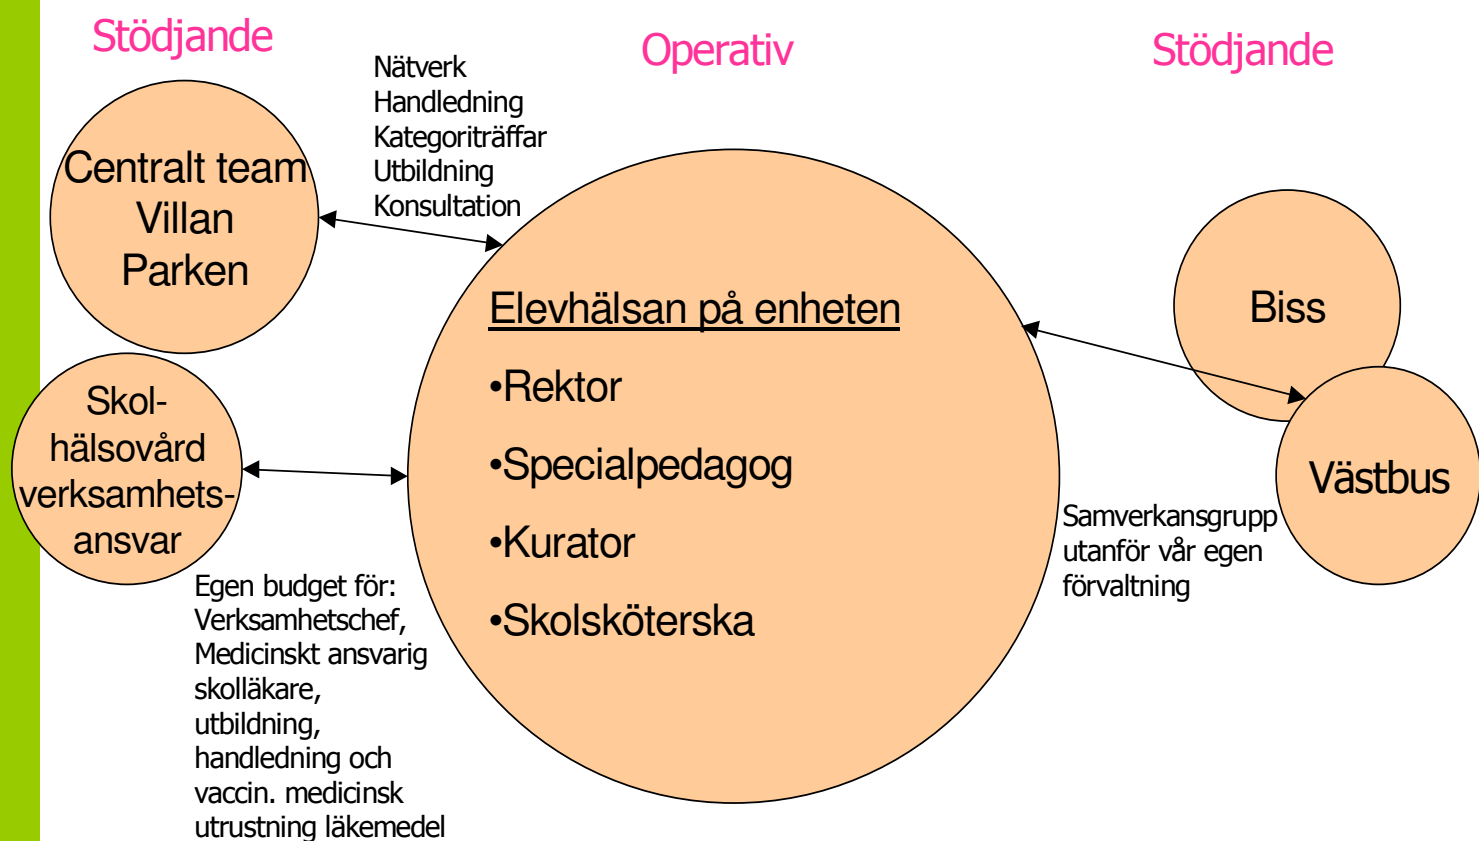 Stödjande
Operativ
Stödjande
Nätverk
Handledning
Kategoriträffar
Utbildning
Konsultation
Centralt team
Villan
Parken
Skol-
hälsovård
verksamhets-
ansvar
Egen budget för:
Verksamhetschef,
Medicinskt ansvarig
skolläkare,
utbildning,
handledning och
vaccin. medicinsk
utrustning läkemedel
Elevhälsan på enheten
•Rektor
•Specialpedagog
•Kurator
•Skolsköterska
Biss
Västbus
Samverkansgrupp
utanför vår egen
förvaltning